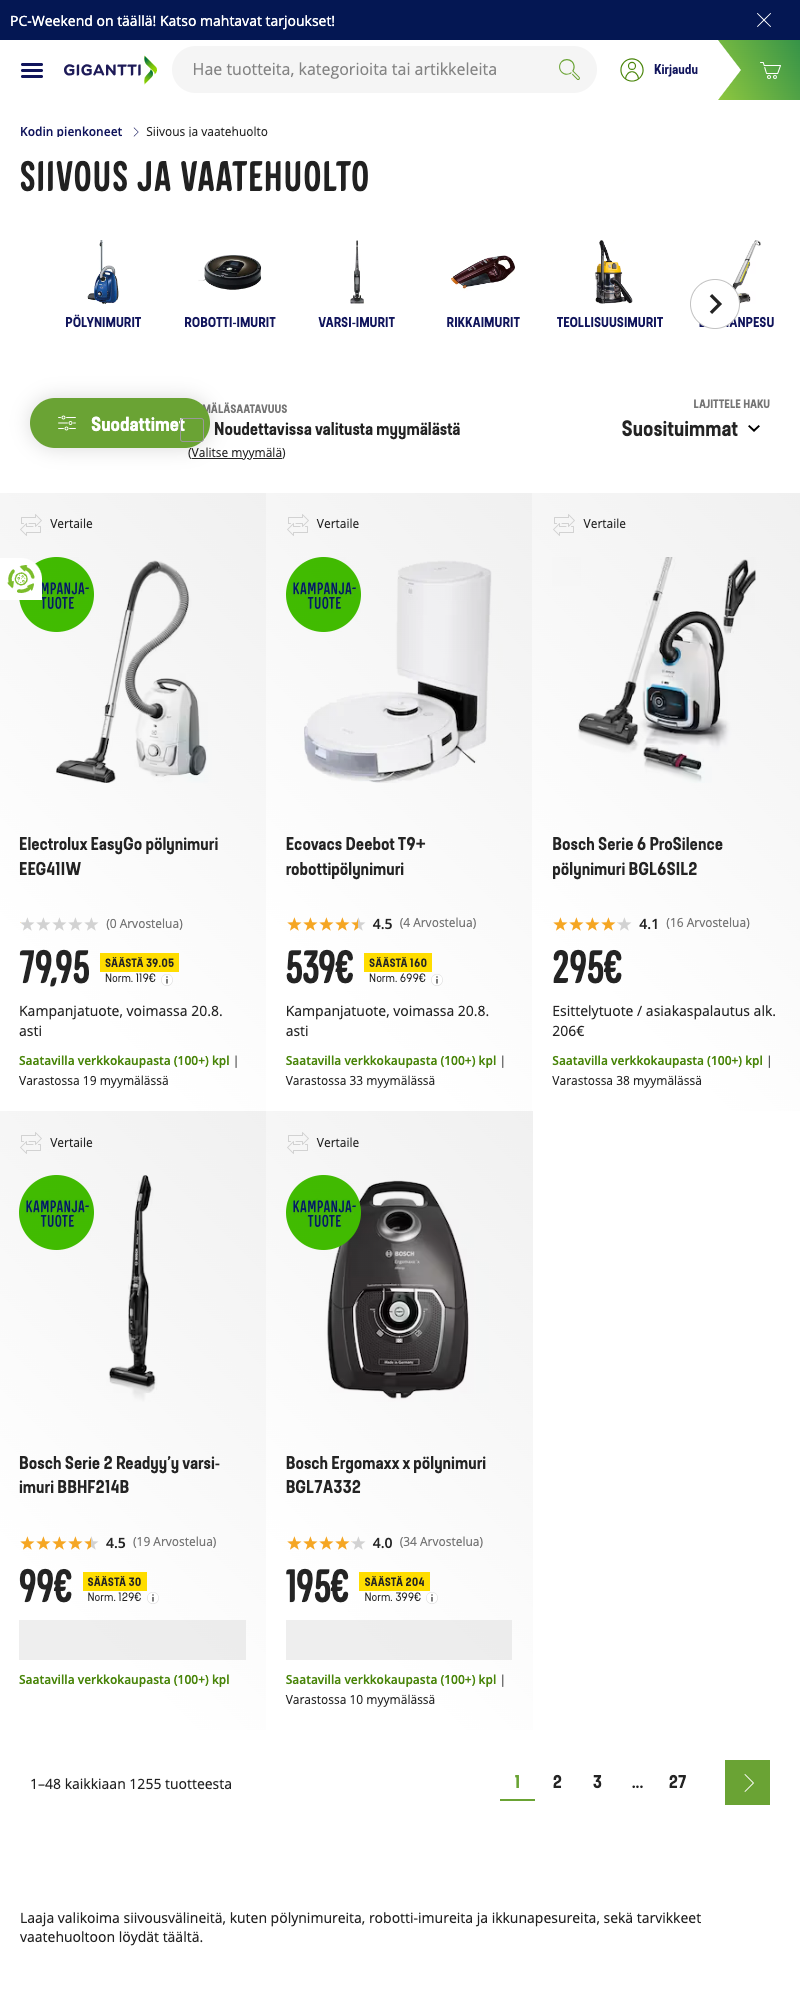 PC-Weekend on täällä! Katso mahtavat tarjoukset!
GIGANTTI
Hae tuotteita, kategorioita tai artikkeleita
Kirjaudu
Kodin pienkoneet
Siivous ja vaatehuolto
SIIVOUS JA VAATEHUOLTO
PÖLYNIMURIT
ROBOTTI-IMURIT
VARSI-IMURIT
RIKKAIMURIT
TEOLLISUUSIMURIT
Suodattimet
Noudettavissa valitusta myymälästä
(Valitse myymälä)
LAJITTELE HAKU
Suosituimmat
Vertaile
TUOTE
Electrolux EasyGo pölynimuri
EEG41IW
(0 Arvostelua)
79,95
SÄÄSTÄ 39.05
Norm. 119€
Kampanjatuote, voimassa 20.8.
asti
Saatavilla verkkokaupasta (100+) kpl |
Varastossa 19 myymälässä
Vertaile
KAMPANJA-
TUOTE
Ecovacs Deebot T9+
robottipölynimuri
4.5 (4 Arvostelua)
539€
SÄÄSTÄ 160
Norm. 699€
Kampanjatuote, voimassa 20.8.
asti
Saatavilla verkkokaupasta (100+) kpl |
Varastossa 33 myymälässä
Vertaile
Bosch Serie 6 ProSilence
pölynimuri BGL6SIL2
4.1 (16 Arvostelua)
295€
Esittelytuote / asiakaspalautus alk.
206€
Saatavilla verkkokaupasta (100+) kpl |
Varastossa 38 myymälässä
Vertaile
KAMPANJA-
TUOTE
Bosch Serie 2 Readyy'y varsi-
imuri BBHF214B
4.5 (19 Arvostelua)
99€
SÄÄSTÄ 30
Norm. 129€
Saatavilla verkkokaupasta (100+) kpl
Vertaile
KAMPANJA-
TUOTE
BOSCH
Made in Germany
Bosch Ergomaxx x pölynimuri
BGL7A332
4.0 (34 Arvostelua)
195€
SÄÄSTÄ 204
Norm. 399€
Saatavilla verkkokaupasta (100+) kpl |
Varastossa 10 myymälässä
1–48 kaikkiaan 1255 tuotteesta
1 2 3 ... 27
Laaja valikoima siivousvälineitä, kuten pölynimureita, robotti-imureita ja ikkunapesureita, sekä tarvikkeet
vaatehuoltoon löydät täältä.